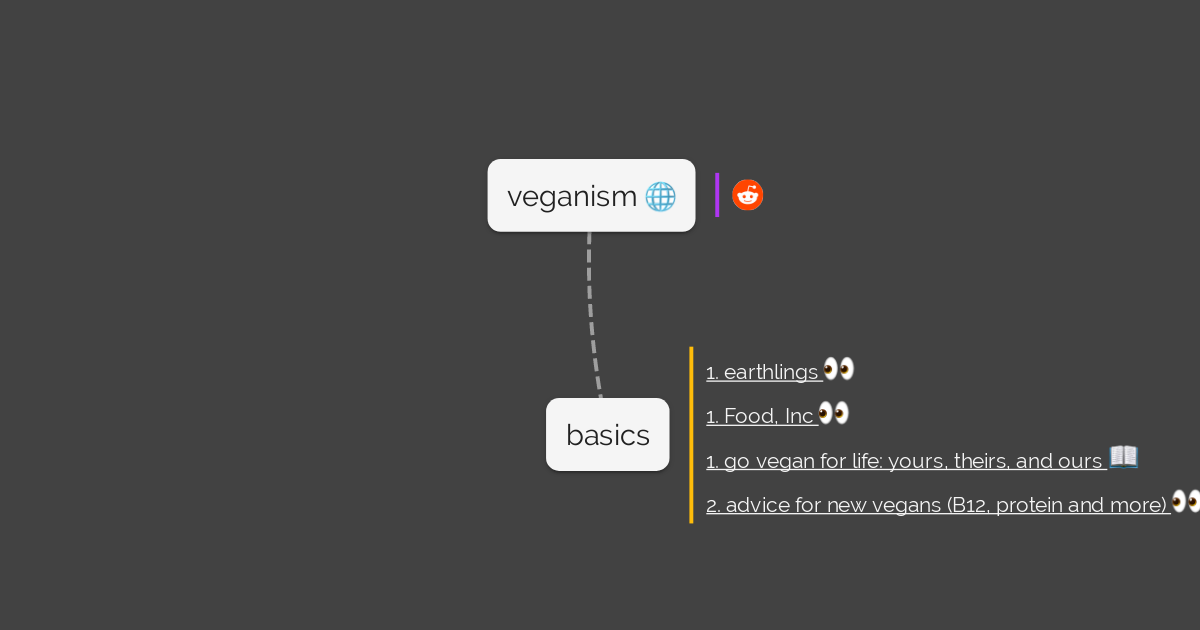 veganism
basics
1. earthlings
1. Food, Inc
1. go vegan for life: yours, theirs, and ours
2. advice for new vegans (B12, protein and more)